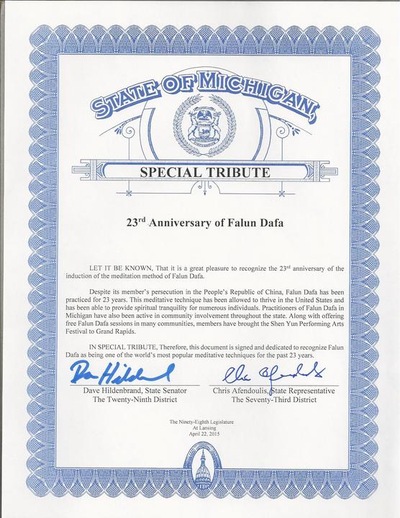 STATE OF MICHIGAN,
SPECIAL TRIBUTE
23rd Anniversary of Falun Dafa
LET IT BE KNOWN, That it is a great pleasure to recognize the 23rd anniversary of the
induction of the meditation method of Falun Dafa.
Despite its member's persecution in the People's Republic of China, Falun Dafa has been
practiced for 23 years. This meditative technique has been allowed to thrive in the United States and
has been able to provide spiritual tranquility for numerous individuals. Practitioners of Falun Dafa in
Michigan have also been active in community involvement throughout the state. Along with offering
free Falun Dafa sessions in many communities, members have brought the Shen Yun Performing Arts
Festival to Grand Rapids.
IN SPECIAL TRIBUTE, Therefore, this document is signed and dedicated to recognize Falun
Dafa as being one of the world's most popular meditative techniques for the past 23 years.
Dave Hildenbrand, State Senator
The Twenty-Ninth District
Chris Afendoulis, State Representative
The Seventy-Third District
The Ninety-Eighth Legislature
At Lansing
April 22, 2015